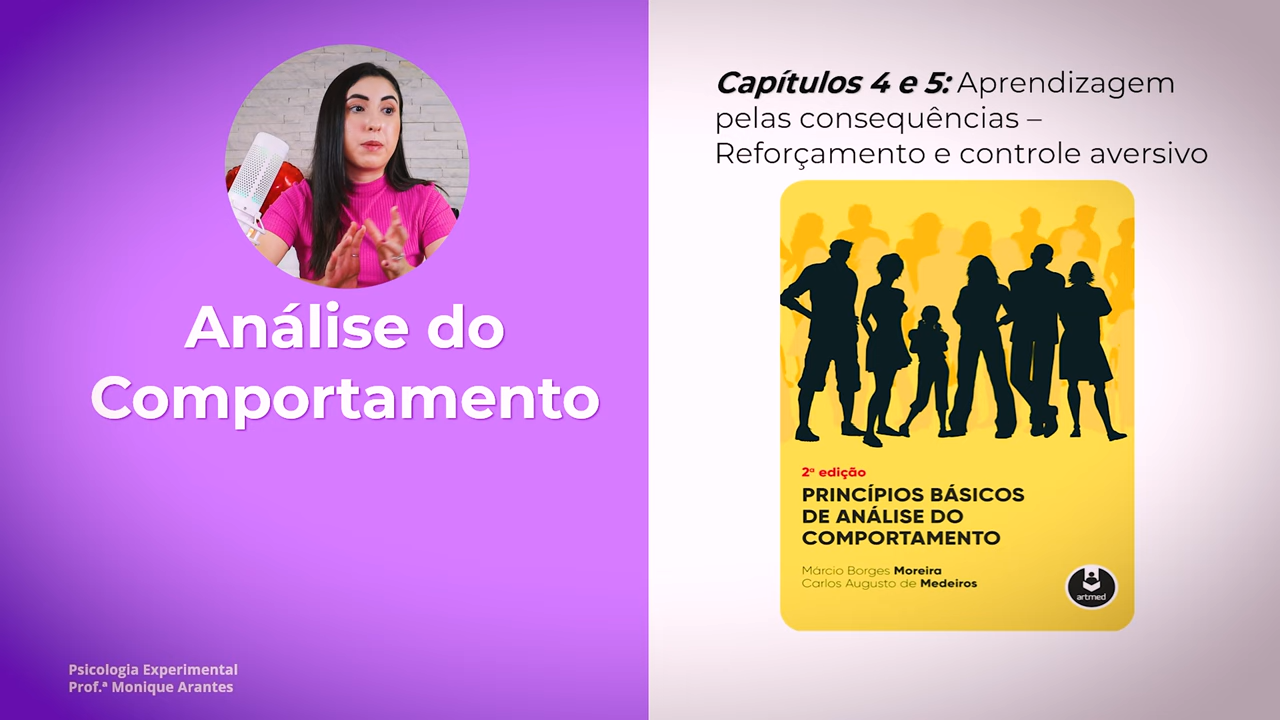 Análise do
Comportamento
Psicologia Experimental
Prof.ª Monique Arantes
Capítulos 4 e 5: Aprendizagem
pelas consequências –
Reforçamento e controle aversivo
2ª edição
PRINCÍPIOS BÁSICOS
DE ANÁLISE DO
COMPORTAMENTO
Márcio Borges Moreira
Carlos Augusto de Medeiros
artmed